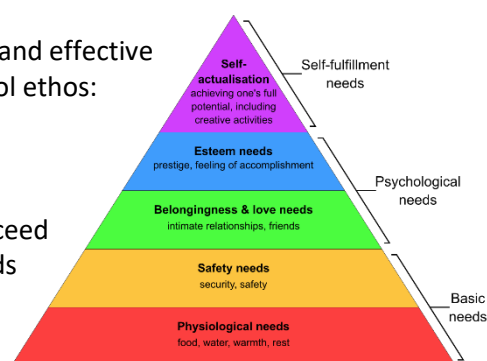 and effective
ol ethos:
ceed
ds
Self-
actualisation
achieving one's full
potential, including
creative activities
Self-fulfillment
needs
Esteem needs
prestige, feeling of accomplishment
Psychological
needs
Belongingness & love needs
intimate relationships, friends
Safety needs
security, safety
Basic
needs
Physiological needs
food, water, warmth, rest